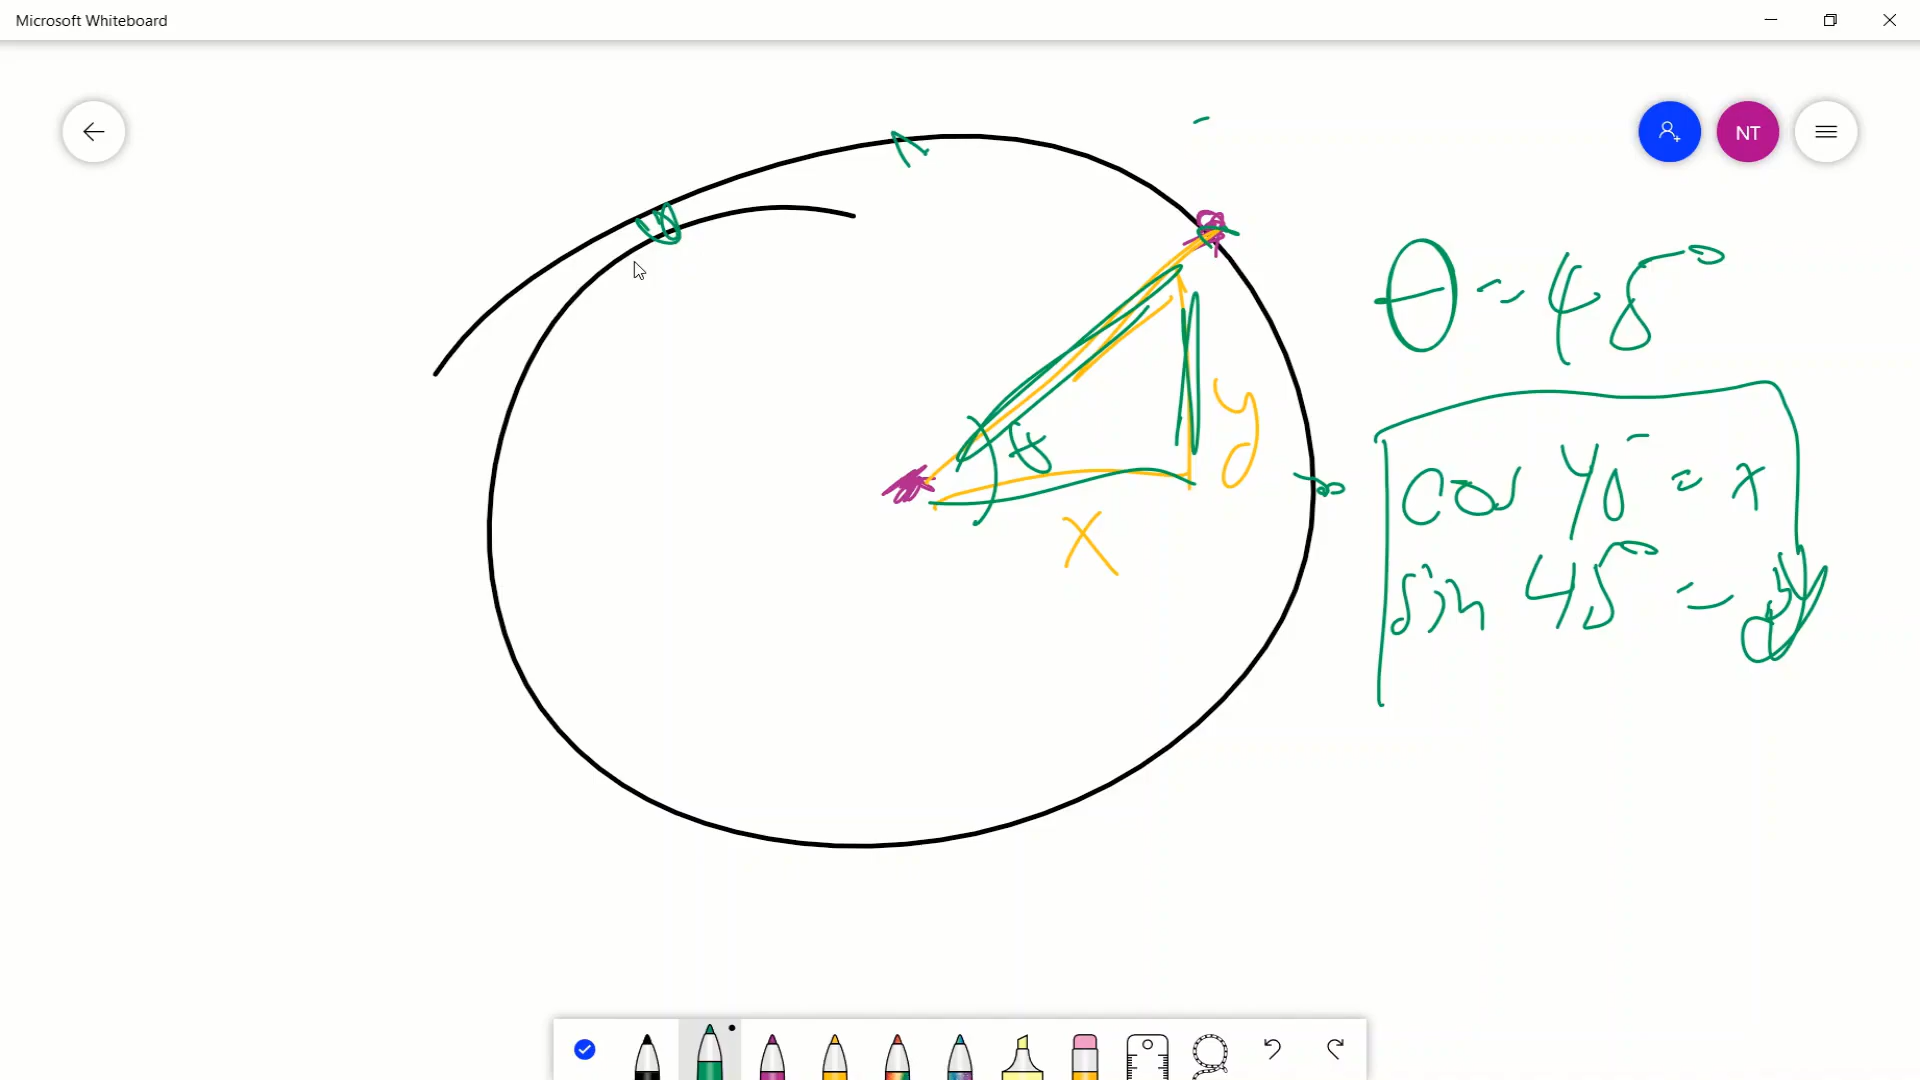 Microsoft Whiteboard
NT
θ = 45°
y
θ
x
cos 45° = x
sin 45° = y